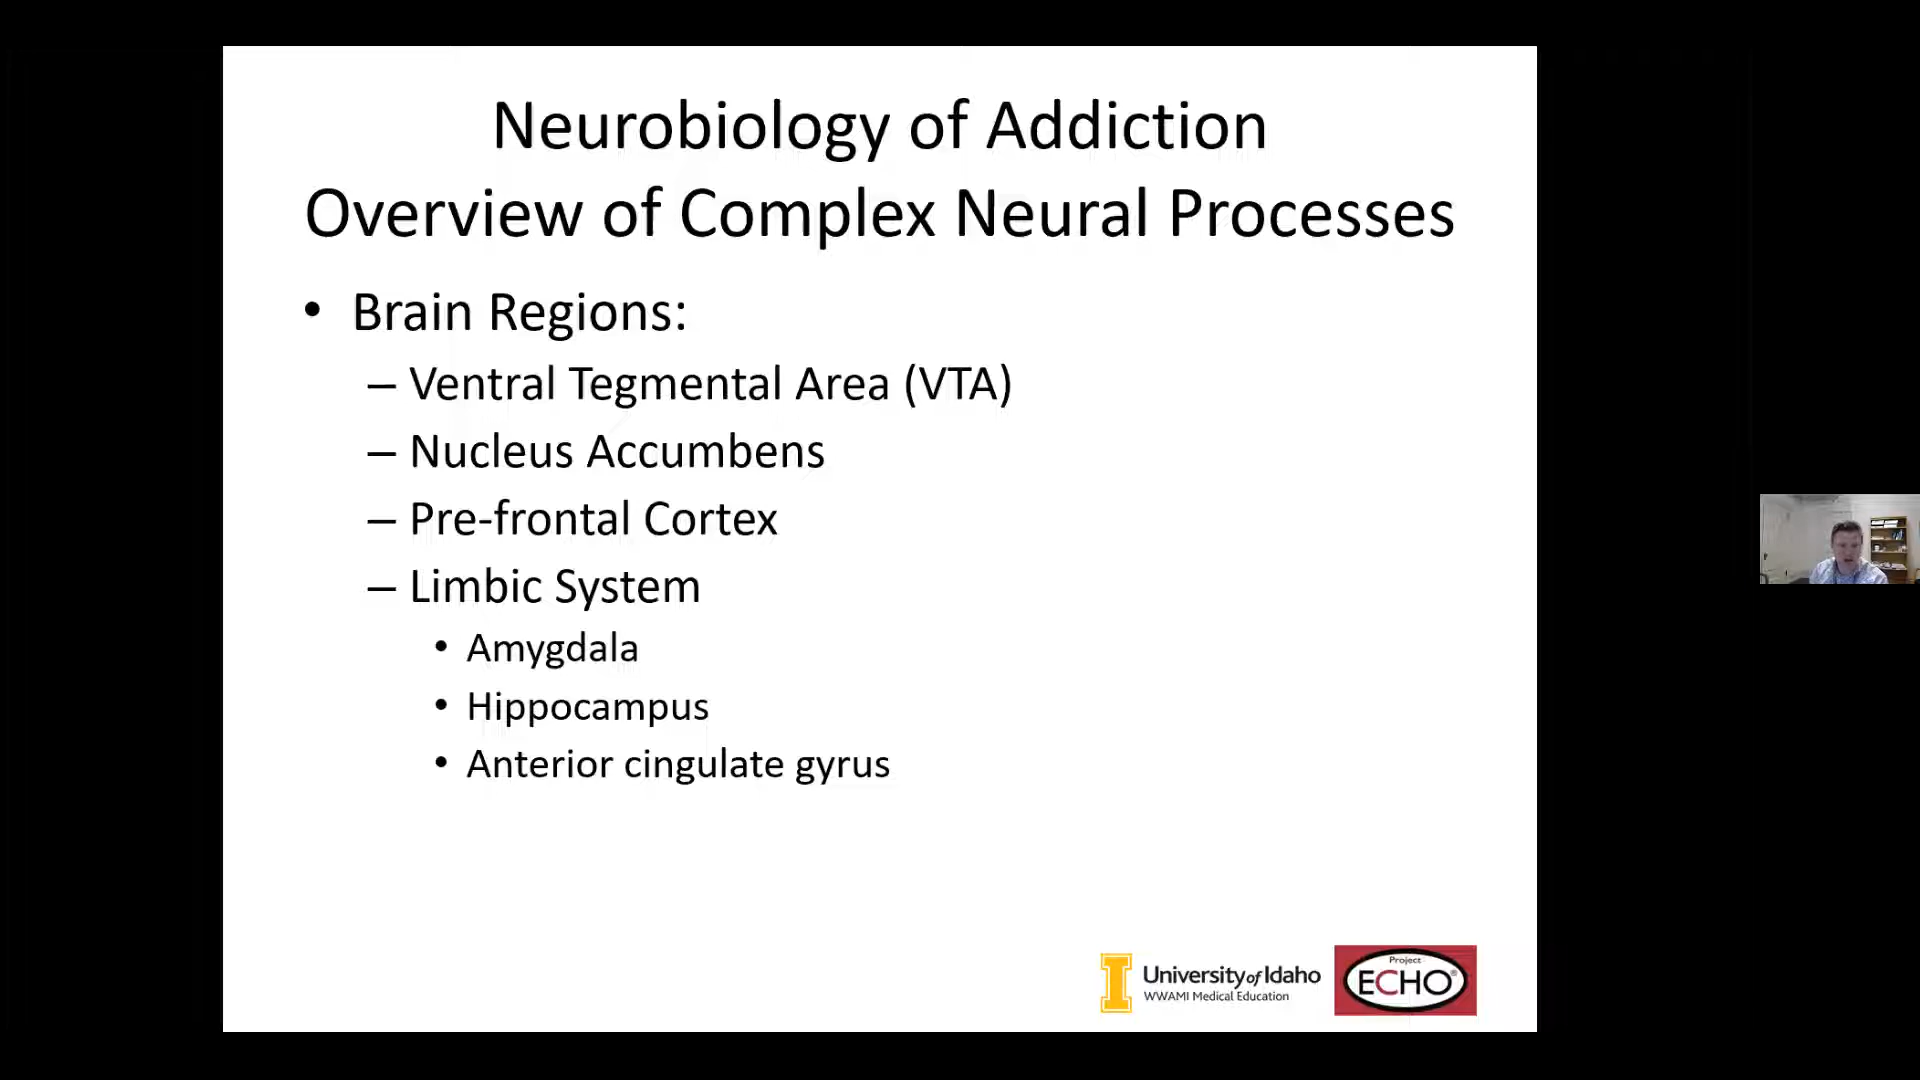 Neurobiology of Addiction
Overview of Complex Neural Processes
• Brain Regions:
– Ventral Tegmental Area (VTA)
– Nucleus Accumbens
– Pre-frontal Cortex
– Limbic System
• Amygdala
• Hippocampus
• Anterior cingulate gyrus
University of Idaho
WWAMI Medical Education
Project
ECHO®